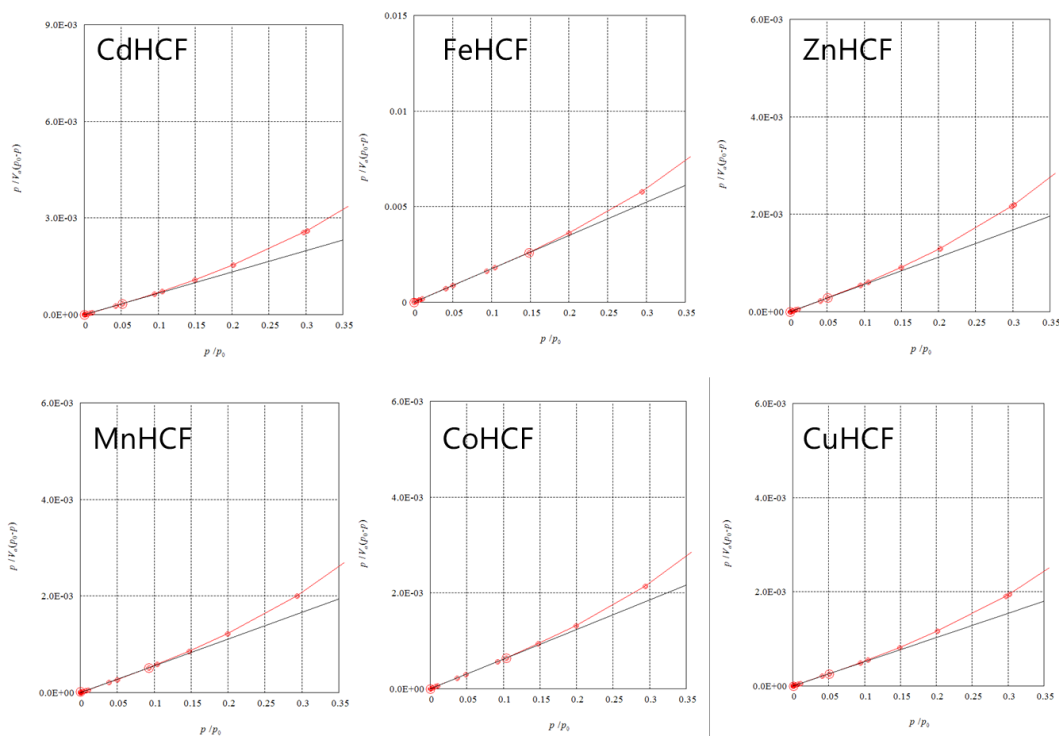 CdHCF
9.0E-03
6.0E-03
3.0E-03
0.0E+00
p / Va(p0-p)
0 0.05 0.1 0.15 0.2 0.25 0.3 0.35
p /p0
FeHCF
0.015
0.01
0.005
0
p / Va(p0-p)
0 0.05 0.1 0.15 0.2 0.25 0.3 0.35
p /p0
ZnHCF
6.0E-03
4.0E-03
2.0E-03
0.0E+00
p / Va(p0-p)
0 0.05 0.1 0.15 0.2 0.25 0.3 0.35
p /p0
MnHCF
6.0E-03
4.0E-03
2.0E-03
0.0E+00
p / Va(p0-p)
0 0.05 0.1 0.15 0.2 0.25 0.3 0.35
p /p0
CoHCF
6.0E-03
4.0E-03
2.0E-03
0.0E+00
p / Va(p0-p)
0 0.05 0.1 0.15 0.2 0.25 0.3 0.35
p /p0
CuHCF
6.0E-03
4.0E-03
2.0E-03
0.0E+00
p / Va(p0-p)
0 0.05 0.1 0.15 0.2 0.25 0.3 0.35
p /p0